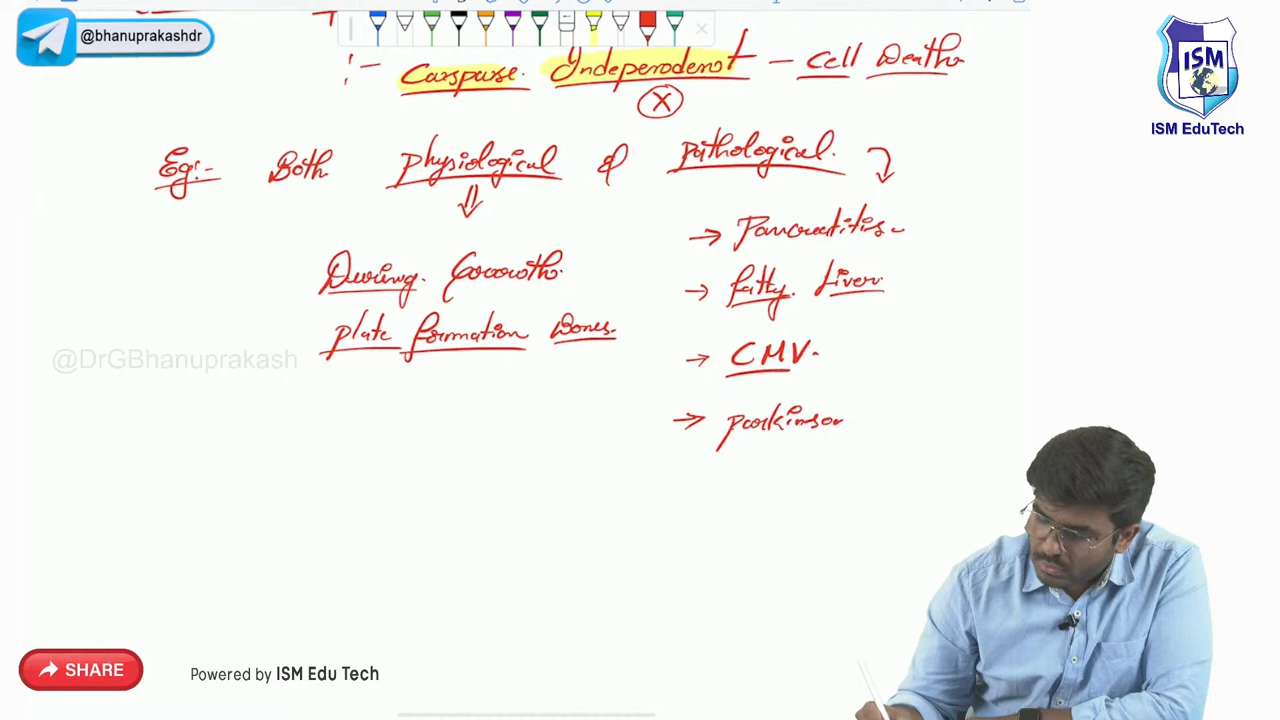 @bhanuprakashdr
:- Caspase Independent - Cell Death
(X)
ISM
ISM EduTech
Eg:- Both physiological & pathological
→ Pancreatitis
During Growth
→ fatty Liver
plate formation Bones.
@DrGBhanuprakash
→ CMV.
→ parkinson
SHARE
Powered by ISM Edu Tech